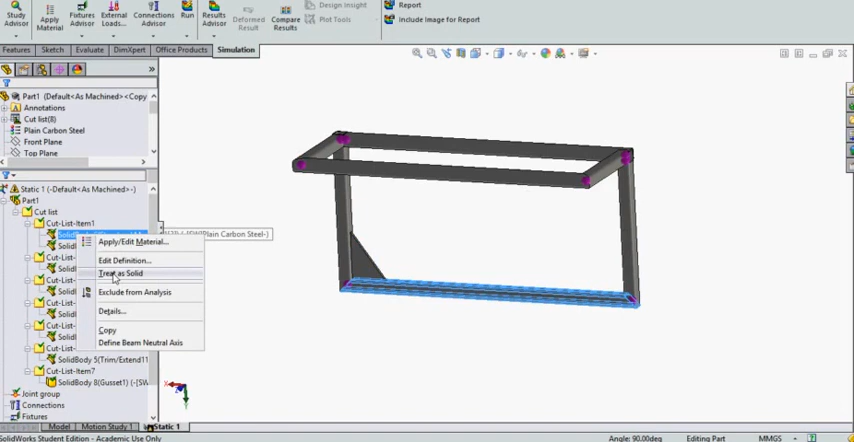 Study Advisor
Apply Material
Fixtures Advisor
External Loads...
Connections Advisor
Run
Results Advisor
Deformed Result
Compare Results
Design Insight
Plot Tools
Report
Include Image for Report
Features Sketch Evaluate DimXpert Office Products Simulation
Part1 (Default<As Machined><Copy
Annotations
Cut list(8)
Plain Carbon Steel
Front Plane
Top Plane
Static 1 (-Default<As Machined>-)
Part1
Cut list
Cut-List-Item1
Apply/Edit Material...
Edit Definition...
Treat as Solid
Exclude from Analysis
Details...
Copy
Define Beam Neutral Axis
SolidBody 5(Trim/Extend11
Cut-List-Item7
SolidBody 8(Gusset1) (-[SW
Joint group
Connections
Fixtures
Model Motion Study 1 Static 1
SolidWorks Student Edition - Academic Use Only
Angle: 90.00deg Editing Part MMGS